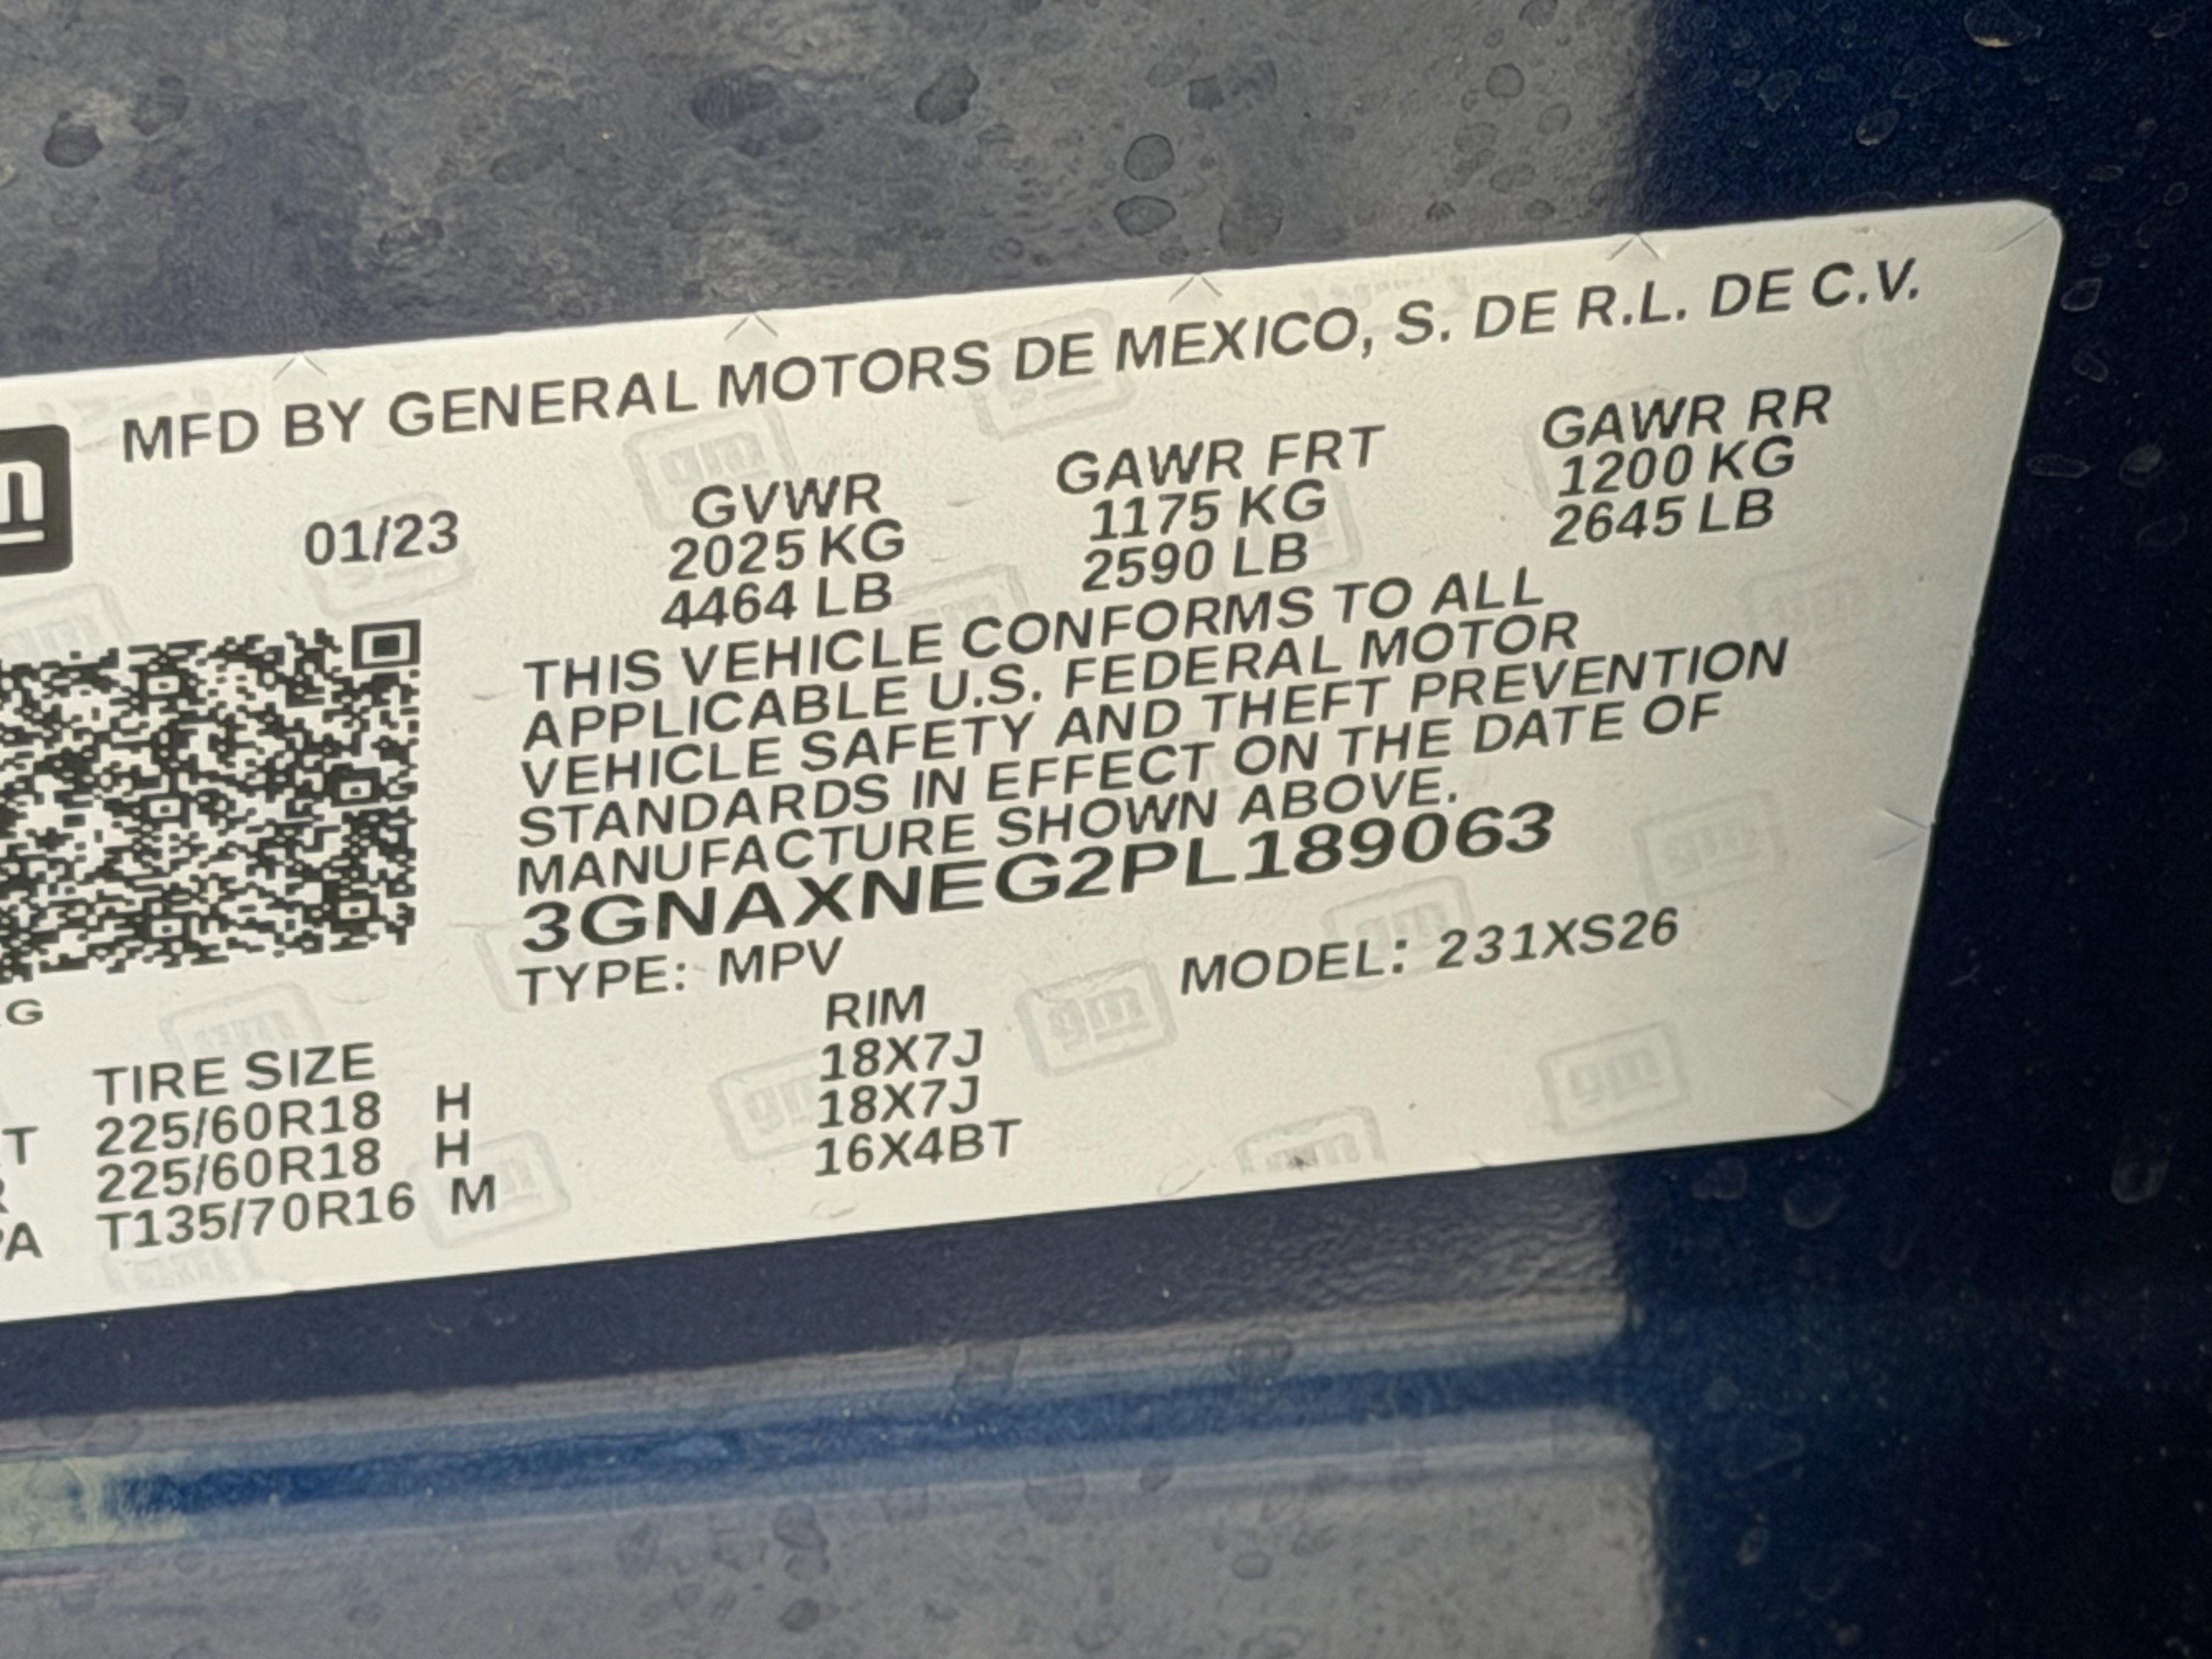 MFD BY GENERAL MOTORS DE MEXICO, S. DE R.L. DE C.V.
01/23
GVWR
2025 KG
4464 LB
GAWR FRT
1175 KG
2590 LB
GAWR RR
1200 KG
2645 LB
THIS VEHICLE CONFORMS TO ALL
APPLICABLE U.S. FEDERAL MOTOR
VEHICLE SAFETY AND THEFT PREVENTION
STANDARDS IN EFFECT ON THE DATE OF
MANUFACTURE SHOWN ABOVE.
3GNAXNEG2PL189063
TYPE: MPV MODEL: 231XS26
G
TIRE SIZE RIM
T 225/60R18 H 18X7J
R 225/60R18 H 18X7J
PA T135/70R16 M 16X4BT
gm